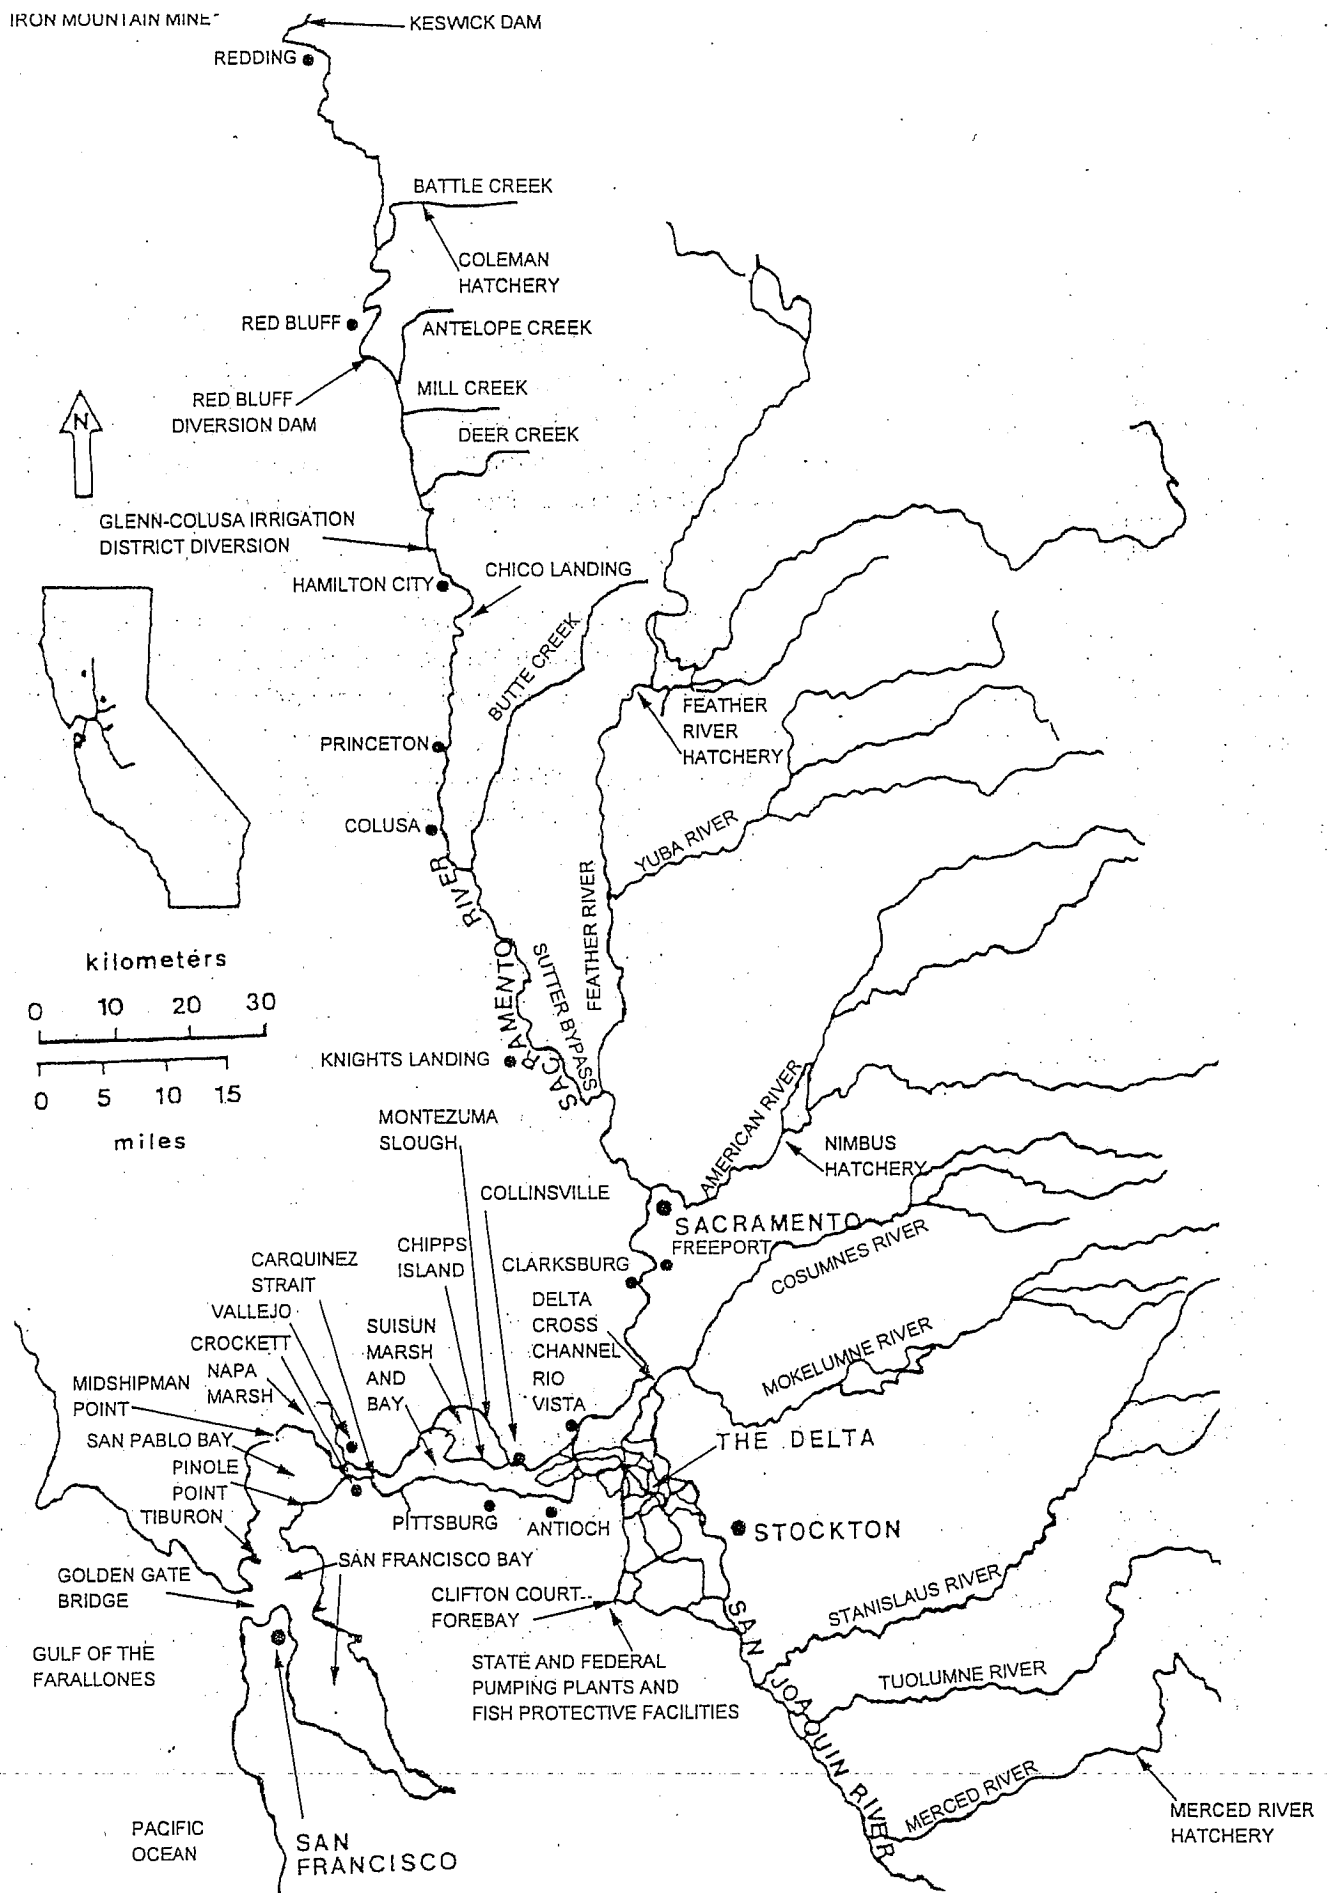 IRON MOUNTAIN MINE
KESWICK DAM
REDDING
BATTLE CREEK
COLEMAN
HATCHERY
RED BLUFF
ANTELOPE CREEK
MILL CREEK
RED BLUFF
DIVERSION DAM
N
DEER CREEK
GLENN-COLUSA IRRIGATION
DISTRICT DIVERSION
HAMILTON CITY
CHICO LANDING
BUTTE CREEK
FEATHER
RIVER
HATCHERY
PRINCETON
COLUSA
YUBA RIVER
SACRAMENTO RIVER
SUTTER BYPASS
FEATHER RIVER
kilometers
0 10 20 30
0 5 10 15
miles
KNIGHTS LANDING
AMERICAN RIVER
NIMBUS
HATCHERY
MONTEZUMA
SLOUGH
COLLINSVILLE
SACRAMENTO
FREEPORT
COSUMNES RIVER
CHIPPS
ISLAND
CLARKSBURG
CARQUINEZ
STRAIT
VALLEJO
CROCKETT
NAPA
MARSH
SUISUN
MARSH
AND
BAY
DELTA
CROSS
CHANNEL
RIO
VISTA
MOKELUMNE RIVER
MIDSHIPMAN
POINT
SAN PABLO BAY
PINOLE
POINT
TIBURON
THE DELTA
PITTSBURG
ANTIOCH
STOCKTON
SAN FRANCISCO BAY
GOLDEN GATE
BRIDGE
CLIFTON COURT
FOREBAY
STANISLAUS RIVER
GULF OF THE
FARALLONES
STATE AND FEDERAL
PUMPING PLANTS AND
FISH PROTECTIVE FACILITIES
SAN JOAQUIN RIVER
TUOLUMNE RIVER
MERCED RIVER
MERCED RIVER
HATCHERY
PACIFIC
OCEAN
SAN
FRANCISCO